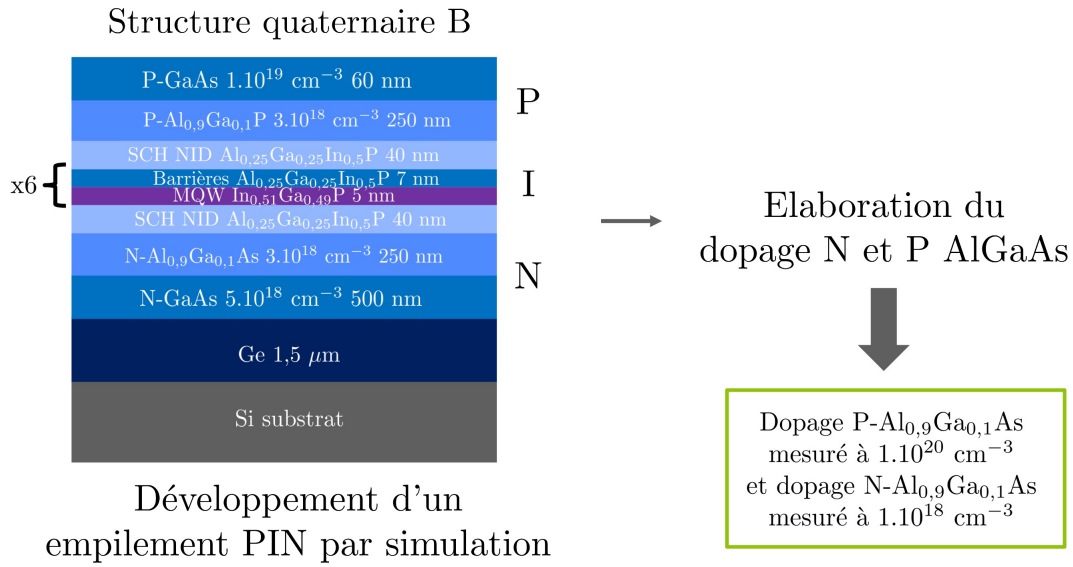 Structure quaternaire B
P-GaAs 1.10¹⁹ cm⁻³ 60 nm
P-Al₀,₉Ga₀,₁P 3.10¹⁸ cm⁻³ 250 nm
SCH NID Al₀,₂₅Ga₀,₂₅In₀,₅P 40 nm
Barrières Al₀,₂₅Ga₀,₂₅In₀,₅P 7 nm
MQW In₀,₅₁Ga₀,₄₉P 5 nm
SCH NID Al₀,₂₅Ga₀,₂₅In₀,₅P 40 nm
N-Al₀,₉Ga₀,₁As 3.10¹⁸ cm⁻³ 250 nm
N-GaAs 5.10¹⁸ cm⁻³ 500 nm
Ge 1,5 μm
Si substrat
x6
P
I
N
Développement d'un
empilement PIN par simulation
Elaboration du
dopage N et P AlGaAs
Dopage P-Al₀,₉Ga₀,₁As
mesuré à 1.10²⁰ cm⁻³
et dopage N-Al₀,₉Ga₀,₁As
mesuré à 1.10¹⁸ cm⁻³